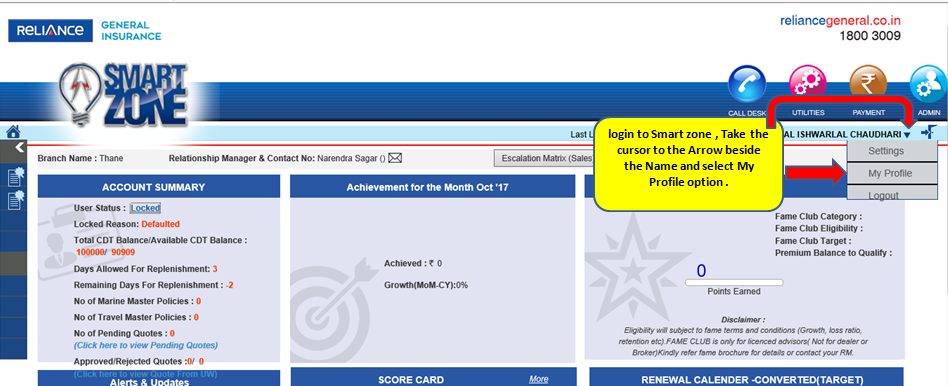 RELIANCE
GENERAL
INSURANCE
reliancegeneral.co.in
1800 3009
SMART
ZONE
CALL DESK
UTILITIES
PAYMENT
ADMIN
Last L
AL ISHWARLAL CHAUDHARI
login to Smart zone , Take the
cursor to the Arrow beside
the Name and select My
Profile option .
Settings
My Profile
Logout
Branch Name : Thane
Relationship Manager & Contact No: Narendra Sagar ()
Escalation Matrix (Sales
ACCOUNT SUMMARY
User Status : Locked
Locked Reason: Defaulted
Total CDT Balance/Available CDT Balance :
100000/ 90909
Days Allowed For Replenishment: 3
Remaining Days For Replenishment : -2
No of Marine Master Policies : 0
No of Travel Master Policies : 0
No of Pending Quotes : 0
(Click here to view Pending Quotes)
Approved/Rejected Quotes :0/ 0
(Click here to view Quote From UW)
Alerts & Updates
Achievement for the Month Oct '17
Achieved : ₹ 0
Growth(MoM-CY):0%
SCORE CARD
More
Fame Club Category :
Fame Club Eligibility :
Fame Club Target :
Premium Balance to Qualify :
0
Points Earned
Disclaimer :
Eligibility will subject to fame terms and conditions (Growth, loss ratio,
retention etc).FAME CLUB is only for licenced advisors( Not for dealer or
Broker)Kindly refer fame brochure for details or contact your RM.
RENEWAL CALENDER -CONVERTED(TARGET)